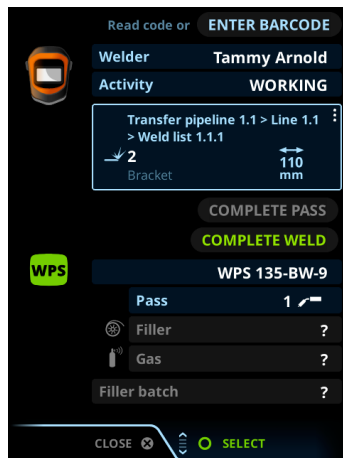 Read code or ENTER BARCODE
Welder Tammy Arnold
Activity WORKING
Transfer pipeline 1.1 > Line 1.1
> Weld list 1.1.1
2
110
Bracket mm
COMPLETE PASS
COMPLETE WELD
WPS WPS 135-BW-9
Pass 1
Filler ?
Gas ?
Filler batch ?
CLOSE SELECT